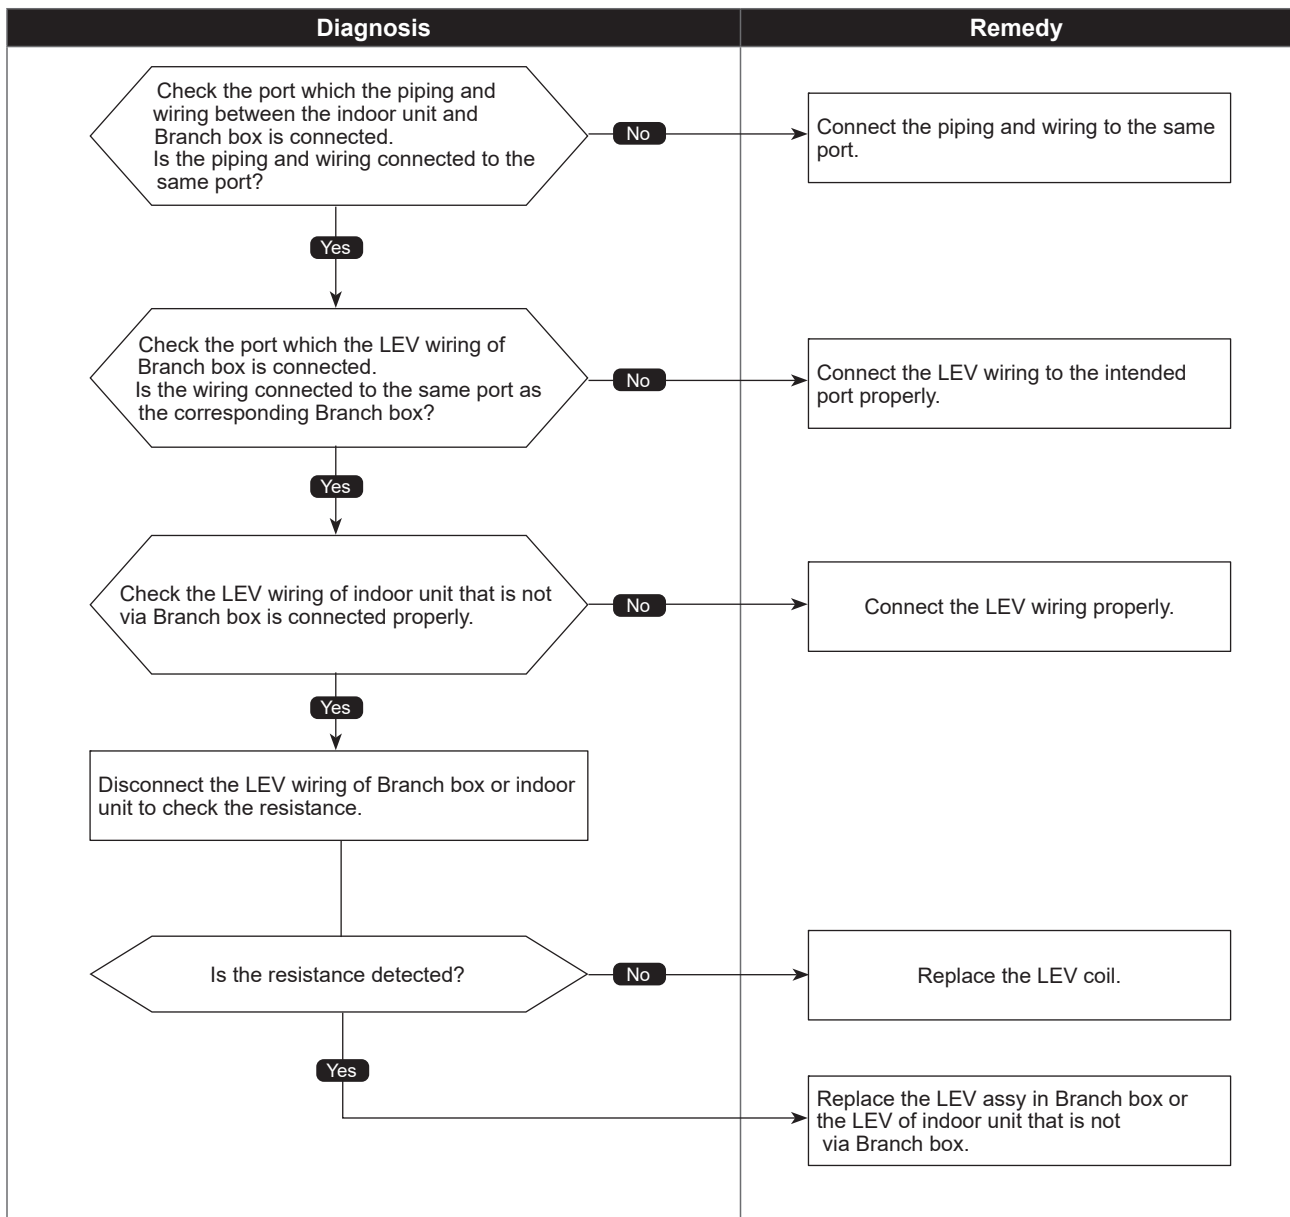 Diagnosis
Remedy
Check the port which the piping and
wiring between the indoor unit and
Branch box is connected.
Is the piping and wiring connected to the
same port?
No
Connect the piping and wiring to the same
port.
Yes
Check the port which the LEV wiring of
Branch box is connected.
Is the wiring connected to the same port as
the corresponding Branch box?
No
Connect the LEV wiring to the intended
port properly.
Yes
Check the LEV wiring of indoor unit that is not
via Branch box is connected properly.
No
Connect the LEV wiring properly.
Yes
Disconnect the LEV wiring of Branch box or indoor
unit to check the resistance.
Is the resistance detected?
No
Replace the LEV coil.
Yes
Replace the LEV assy in Branch box or
the LEV of indoor unit that is not
via Branch box.